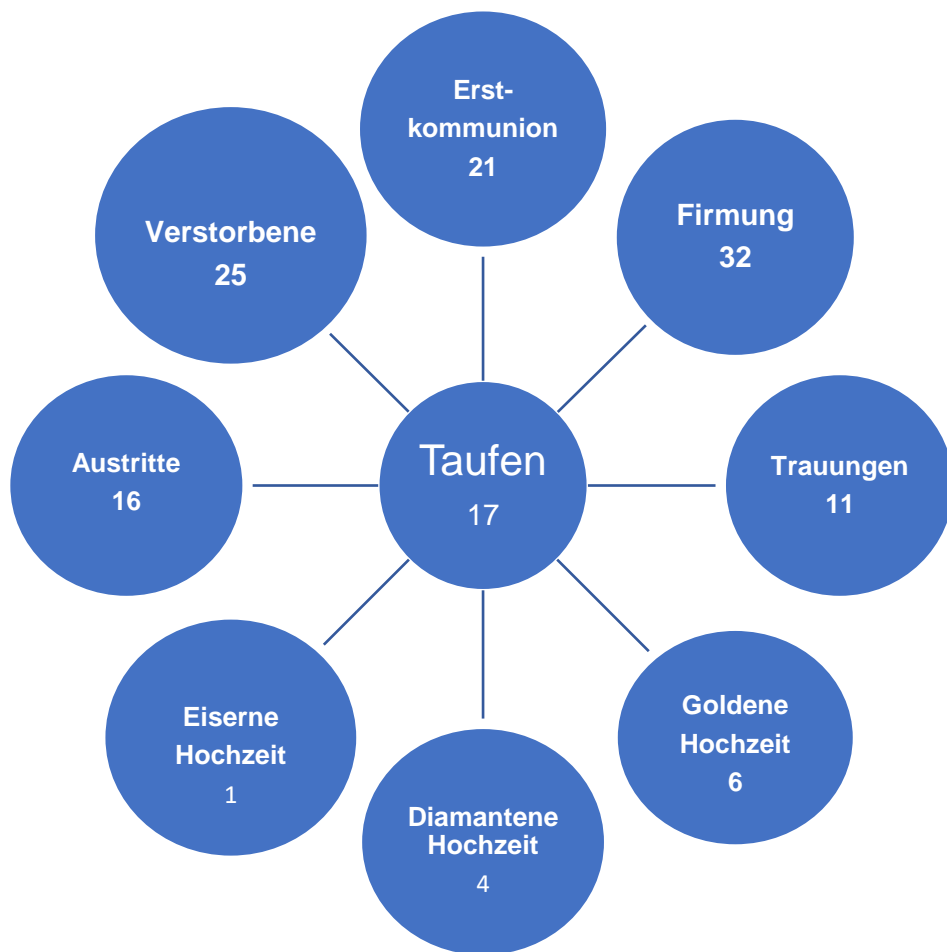 Erst-
kommunion
21
Firmung
32
Verstorbene
25
Taufen
17
Austritte
16
Trauungen
11
Eiserne
Hochzeit
1
Goldene
Hochzeit
6
Diamantene
Hochzeit
4